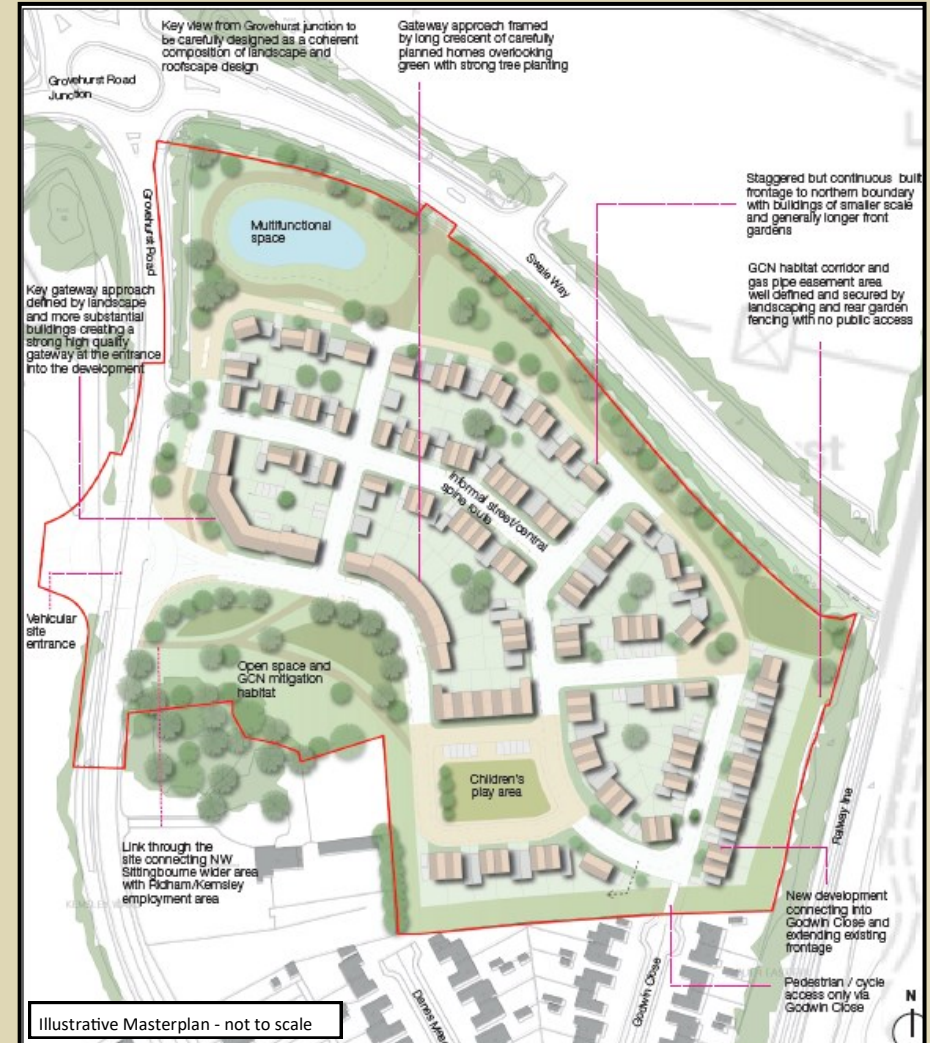 Key view from Grovehurst junction to
be carefully designed as a coherent
composition of landscape and
roofscape design
Gateway approach framed
by long crescent of carefully
planned homes overlooking
green with strong tree planting
Grovehurst Road
Junction
Staggered but continuous built
frontage to northern boundary
with buildings of smaller scale
and generally longer front
gardens
Grovehurst Road
Multifunctional
space
Swale Way
GCN habitat corridor and
gas pipe easement area
well defined and secured by
landscaping and rear garden
fencing with no public access
Key gateway approach
defined by landscape
and more substantial
buildings creating a
strong high quality
gateway at the entrance
into the development
Informal street/central
spine route
Vehicular
site
entrance
Open space and
GCN mitigation
habitat
Children's
play area
Railway line
Link through the
site connecting NW
Sittingbourne wider area
with Ridham/Kemsley
employment area
New development
connecting into
Godwin Close and
extending existing
frontage
Pedestrian / cycle
access only via
Godwin Close
Godwin Close
N
Illustrative Masterplan - not to scale